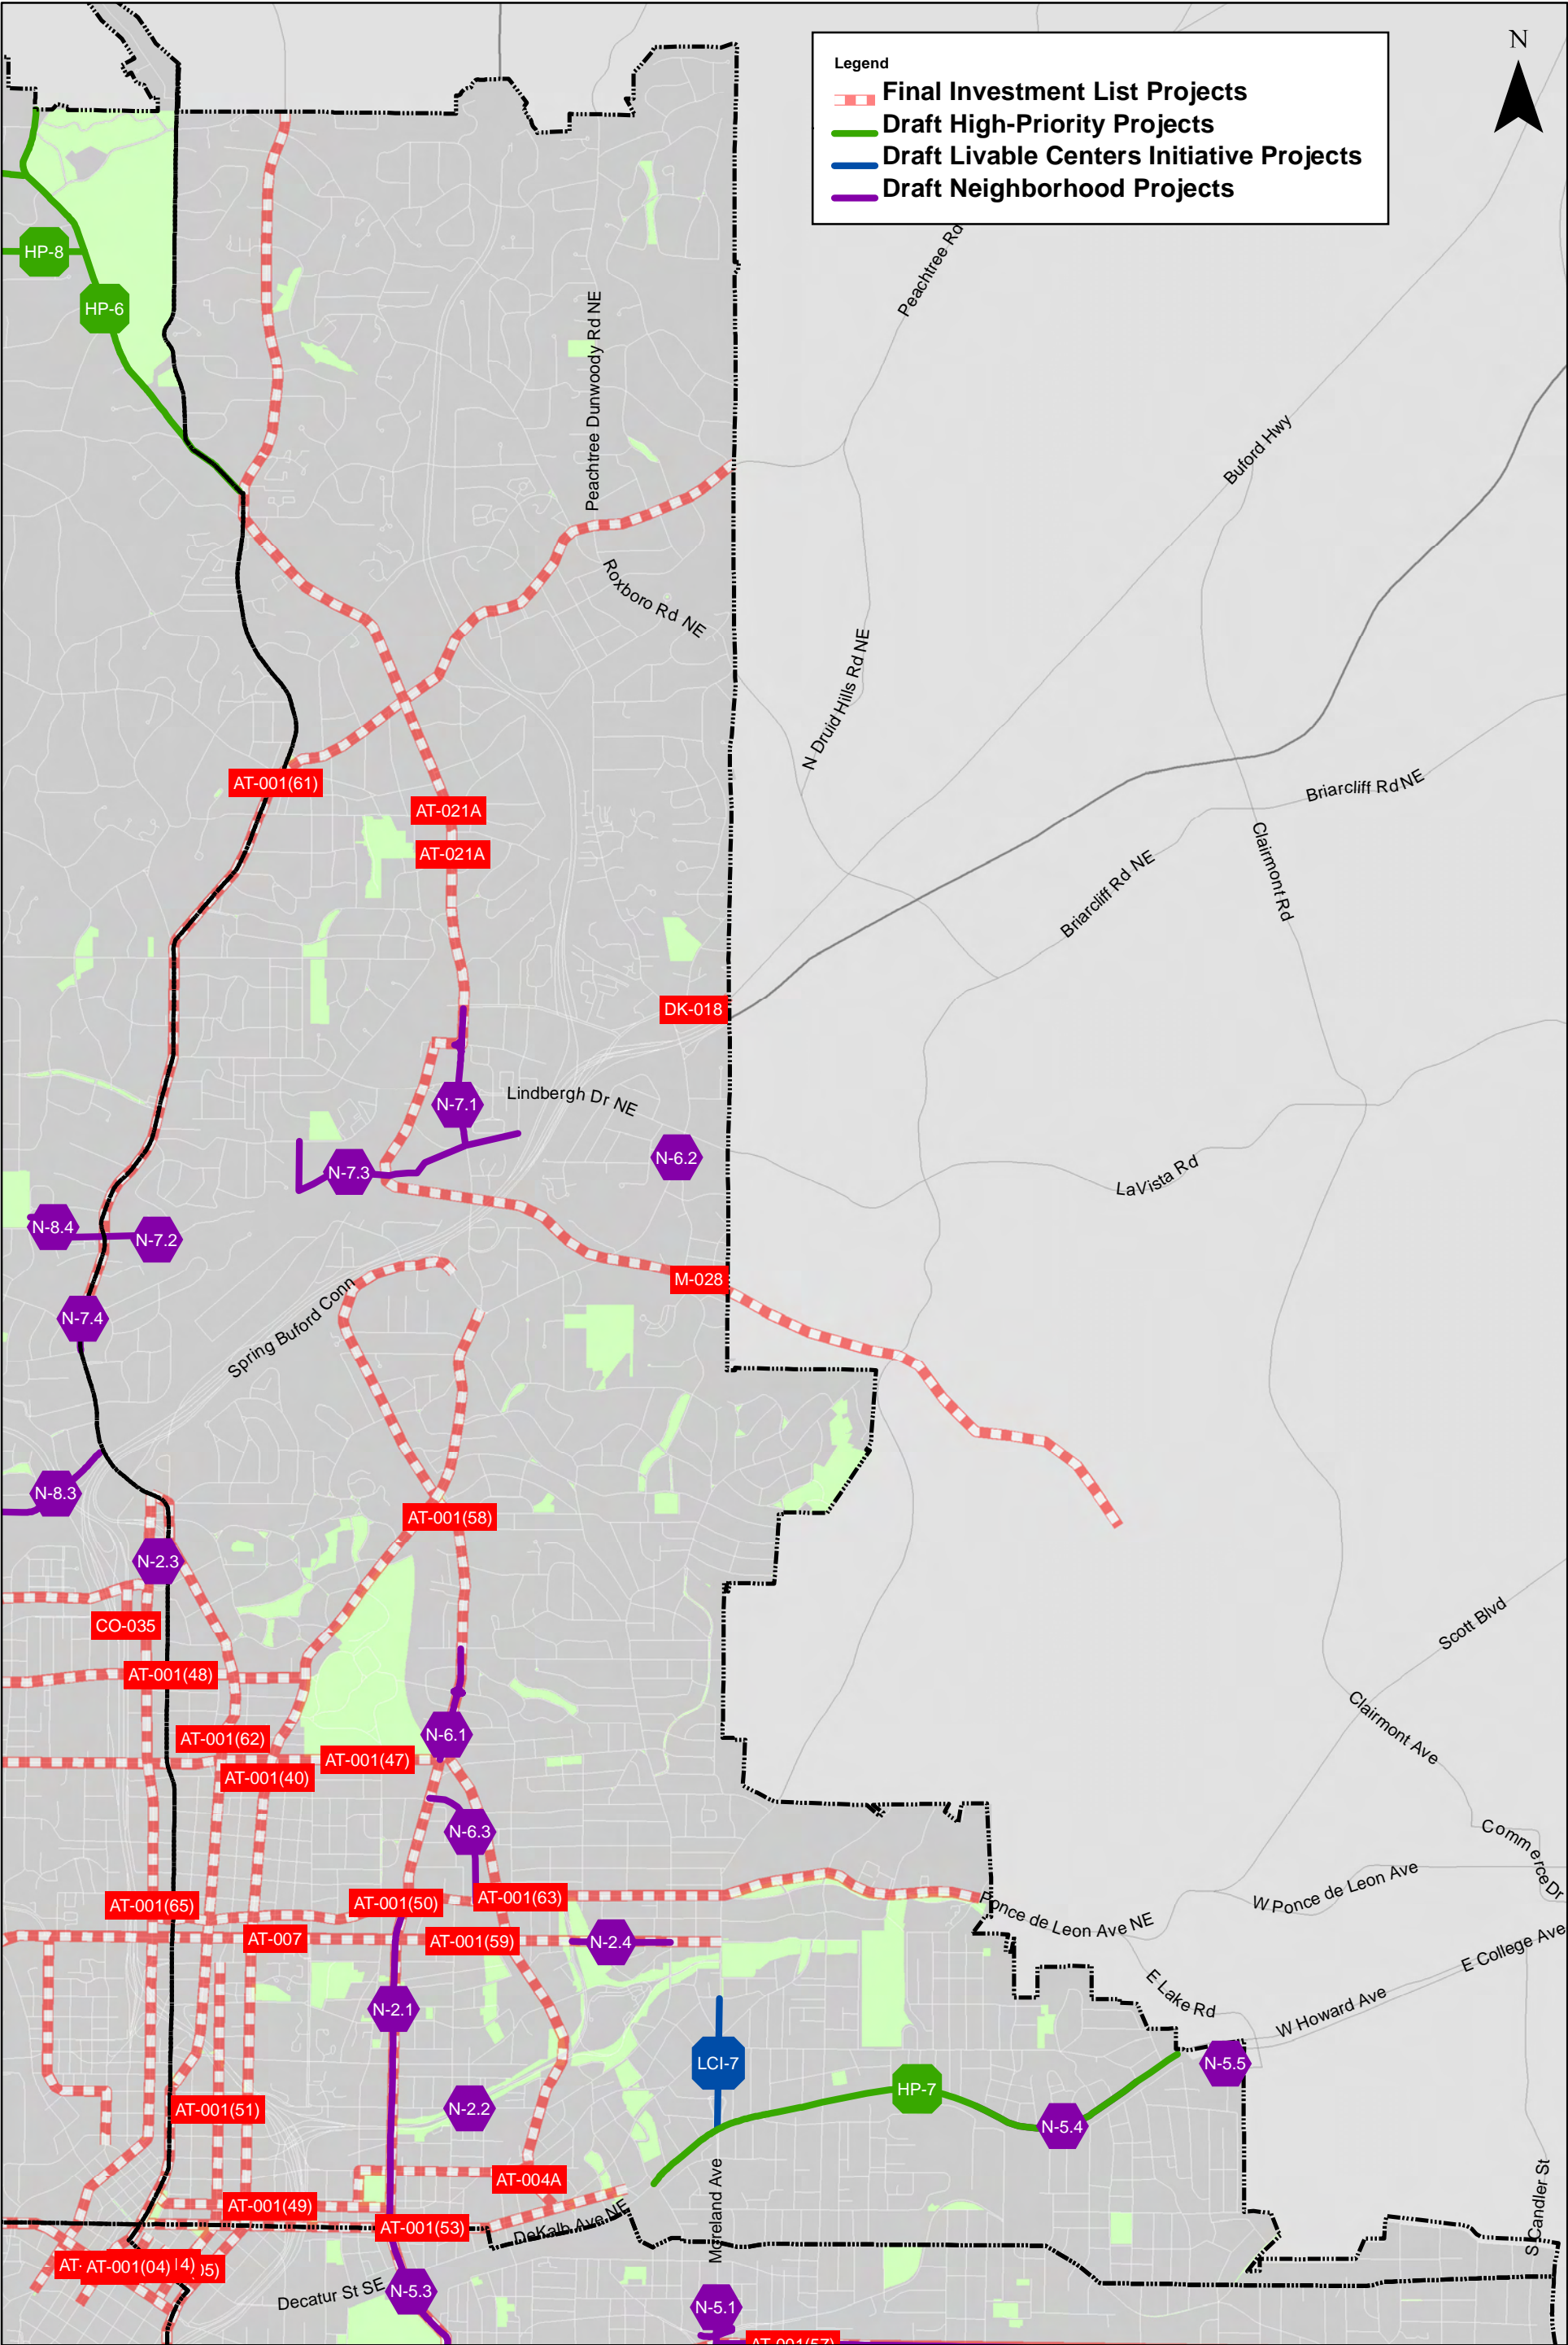 Legend
Final Investment List Projects
Draft High-Priority Projects
Draft Livable Centers Initiative Projects
Draft Neighborhood Projects
N
HP-8
HP-6
Peachtree Rd
Peachtree Dunwoody Rd NE
Buford Hwy
Roxboro Rd NE
N Druid Hills Rd NE
AT-001(61)
AT-021A
AT-021A
Briarcliff Rd NE
Briarcliff Rd NE
Clairmont Rd
DK-018
N-7.1
Lindbergh Dr NE
N-6.2
N-7.3
LaVista Rd
N-8.4
N-7.2
M-028
N-7.4
Spring Buford Conn
N-8.3
AT-001(58)
N-2.3
CO-035
Scott Blvd
AT-001(48)
Clairmont Ave
AT-001(62)
N-6.1
AT-001(47)
AT-001(40)
N-6.3
Commerce Dr
W Ponce de Leon Ave
AT-001(65)
AT-001(50)
AT-001(63)
Ponce de Leon Ave NE
AT-007
AT-001(59)
N-2.4
E College Ave
E Lake Rd
N-2.1
W Howard Ave
LCI-7
N-5.5
HP-7
AT-001(51)
N-2.2
N-5.4
AT-004A
Moreland Ave
S Candler St
AT-001(49)
DeKalb Ave NE
AT-001(53)
AT-
AT-001(04)
4)
05)
Decatur St SE
N-5.3
N-5.1
AT-001(57)